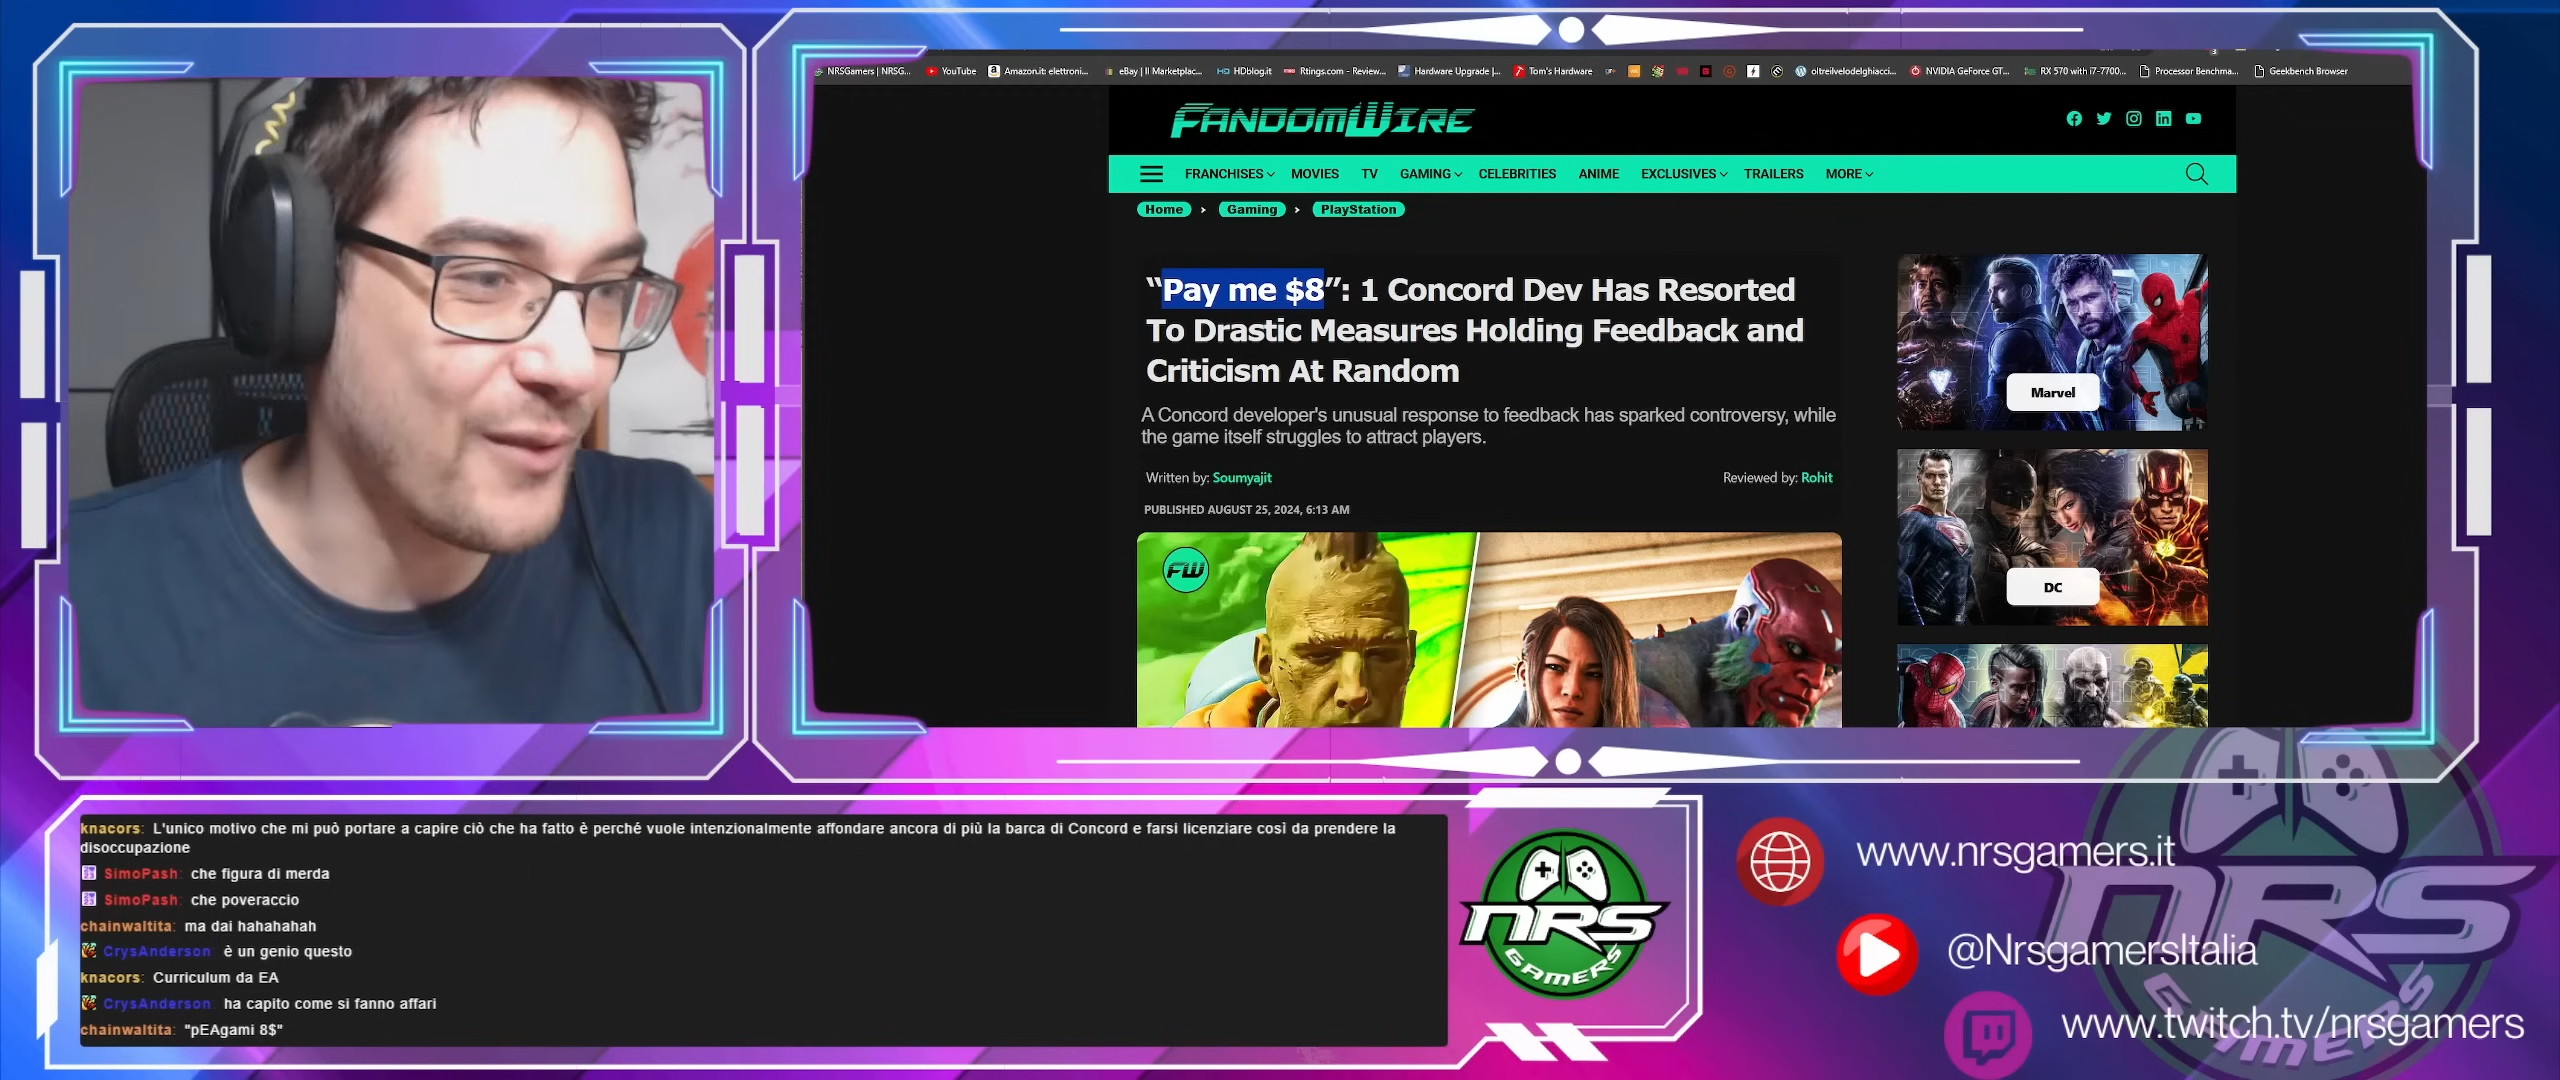 NRSGamers | NRSG... YouTube Amazon.it: elettroni... eBay | Il Marketplac... HDblog.it Rtings.com - Review... Hardware Upgrade |... Tom's Hardware oltreilvelodelghiacci... NVIDIA GeForce GT... RX 570 with i7-7700... Processor Benchma... Geekbench Browser
FANDOMWIRE
FRANCHISES MOVIES TV GAMING CELEBRITIES ANIME EXCLUSIVES TRAILERS MORE
Home › Gaming › PlayStation
“Pay me $8”: 1 Concord Dev Has Resorted
To Drastic Measures Holding Feedback and
Criticism At Random
A Concord developer's unusual response to feedback has sparked controversy, while
the game itself struggles to attract players.
Written by: Soumyajit Reviewed by: Rohit
PUBLISHED AUGUST 25, 2024, 6:13 AM
FW
Marvel
DC
knacors: L'unico motivo che mi può portare a capire ciò che ha fatto è perché vuole intenzionalmente affondare ancora di più la barca di Concord e farsi licenziare così da prendere la
disoccupazione
SimoPash: che figura di merda
SimoPash: che poveraccio
chainwaltita: ma dai hahahahah
CrysAnderson: è un genio questo
knacors: Curriculum da EA
CrysAnderson: ha capito come si fanno affari
chainwaltita: "pEAgami 8$"
NRS
GAMERS
www.nrsgamers.it
@NrsgamersItalia
www.twitch.tv/nrsgamers
NRS
GAMERS